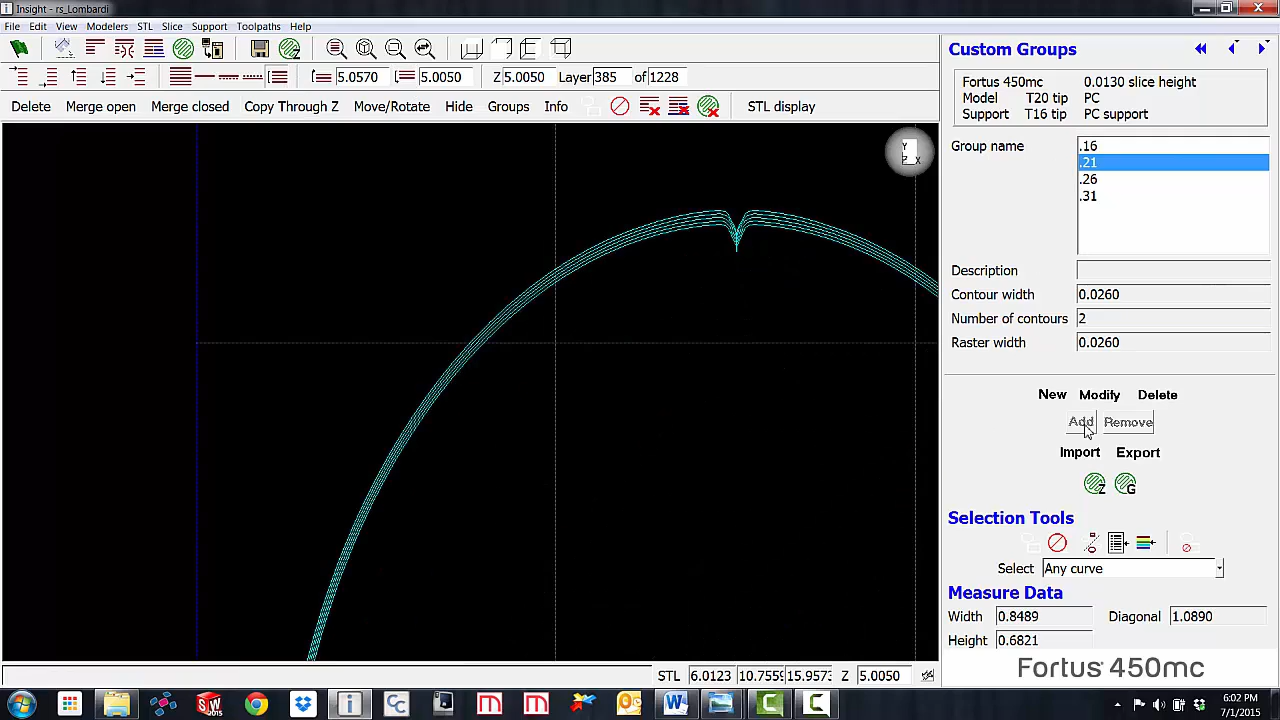 Insight - rs_Lombardi
File Edit View Modelers STL Slice Support Toolpaths Help
5.0570 5.0050 Z 5.0050 Layer 385 of 1228
Delete Merge open Merge closed Copy Through Z Move/Rotate Hide Groups Info STL display
Y
Z X
Custom Groups
Fortus 450mc 0.0130 slice height
Model T20 tip PC
Support T16 tip PC support
Group name .16
.21
.26
.31
Description
Contour width 0.0260
Number of contours 2
Raster width 0.0260
New Modify Delete
Add Remove
Import Export
Z G
Selection Tools
Select Any curve
Measure Data
Width 0.8489 Diagonal 1.0890
Height 0.6821
STL 6.0123 10.7559 15.9573 Z 5.0050
Fortus 450mc
6:02 PM
7/1/2015